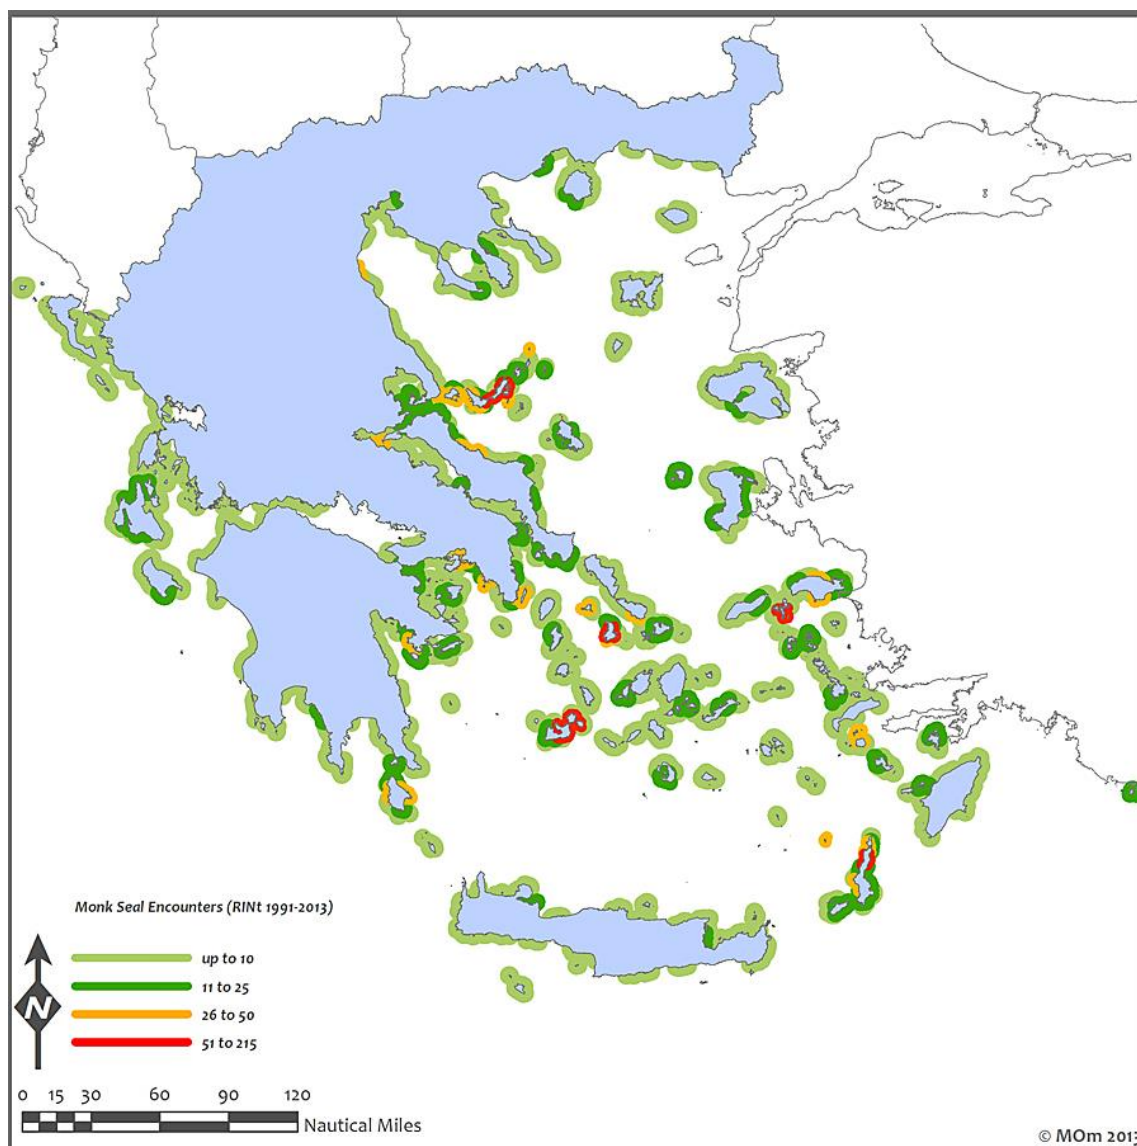 Monk Seal Encounters (RINt 1991-2013)
up to 10
11 to 25
26 to 50
51 to 215
N
0 15 30 60 90 120
Nautical Miles
© MOm 2013